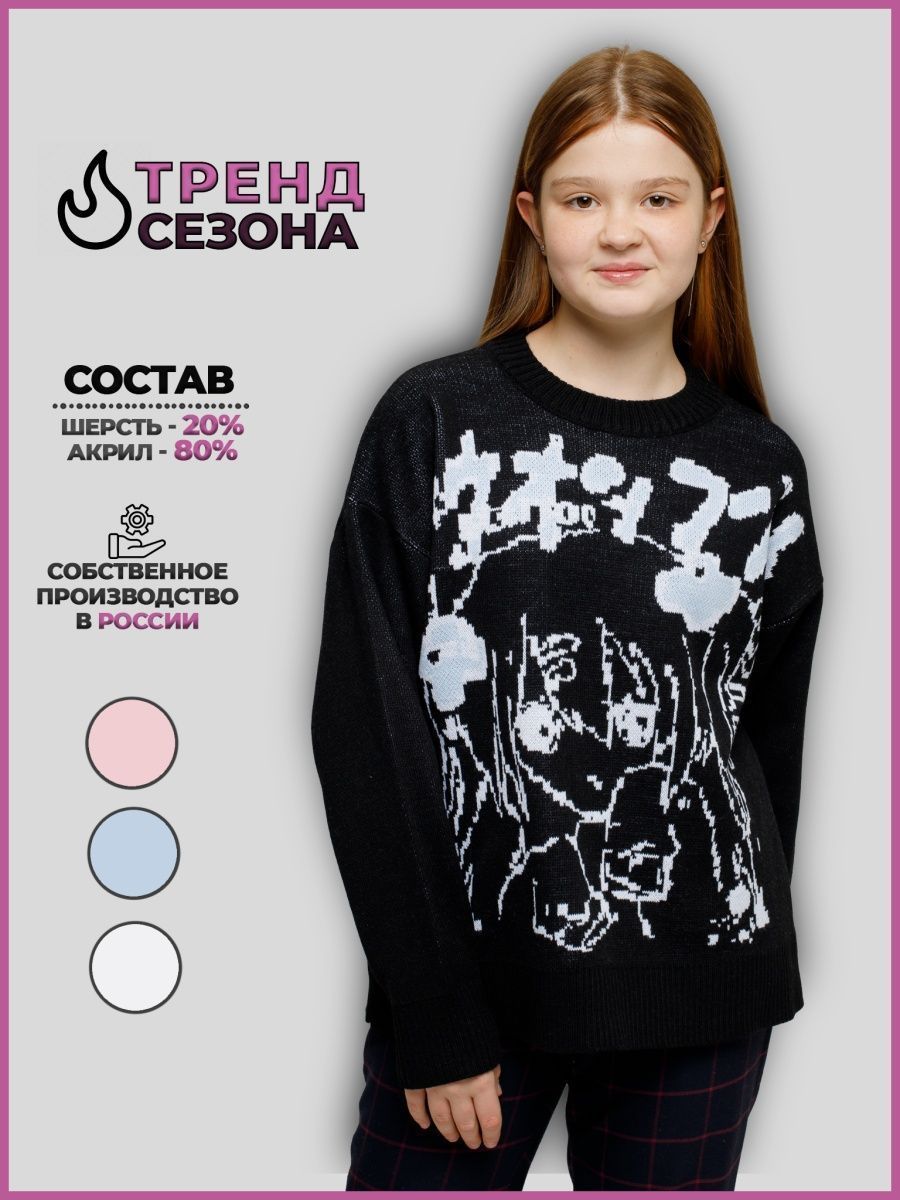 ТРЕНД
СЕЗОНА
СОСТАВ
ШЕРСТЬ - 20%
АКРИЛ - 80%
СОБСТВЕННОЕ
ПРОИЗВОДСТВО
В РОССИИ